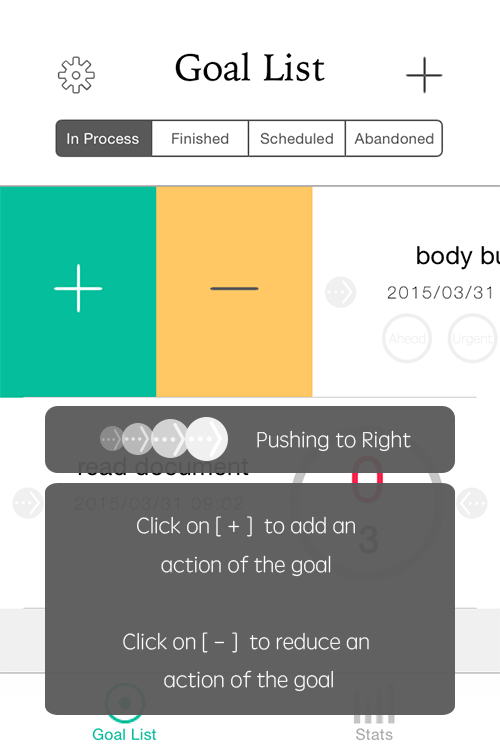 Goal List
In Process Finished Scheduled Abandoned
body bu
2015/03/31
Ahead Urgent
Pushing to Right
read document
2015/03/31 09:02
0
3
Click on [ + ] to add an
action of the goal
Click on [ − ] to reduce an
action of the goal
Goal List Stats